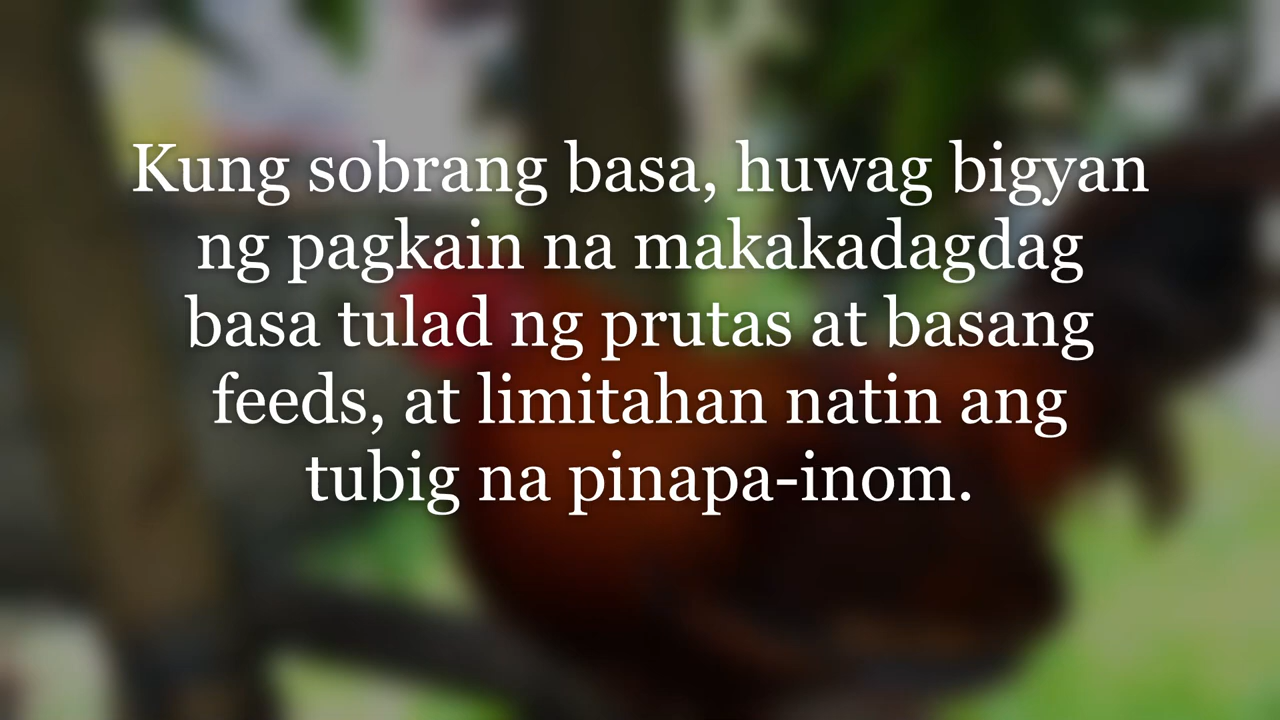 Kung sobrang basa, huwag bigyan
ng pagkain na makakadagdag
basa tulad ng prutas at basang
feeds, at limitahan natin ang
tubig na pinapa-inom.